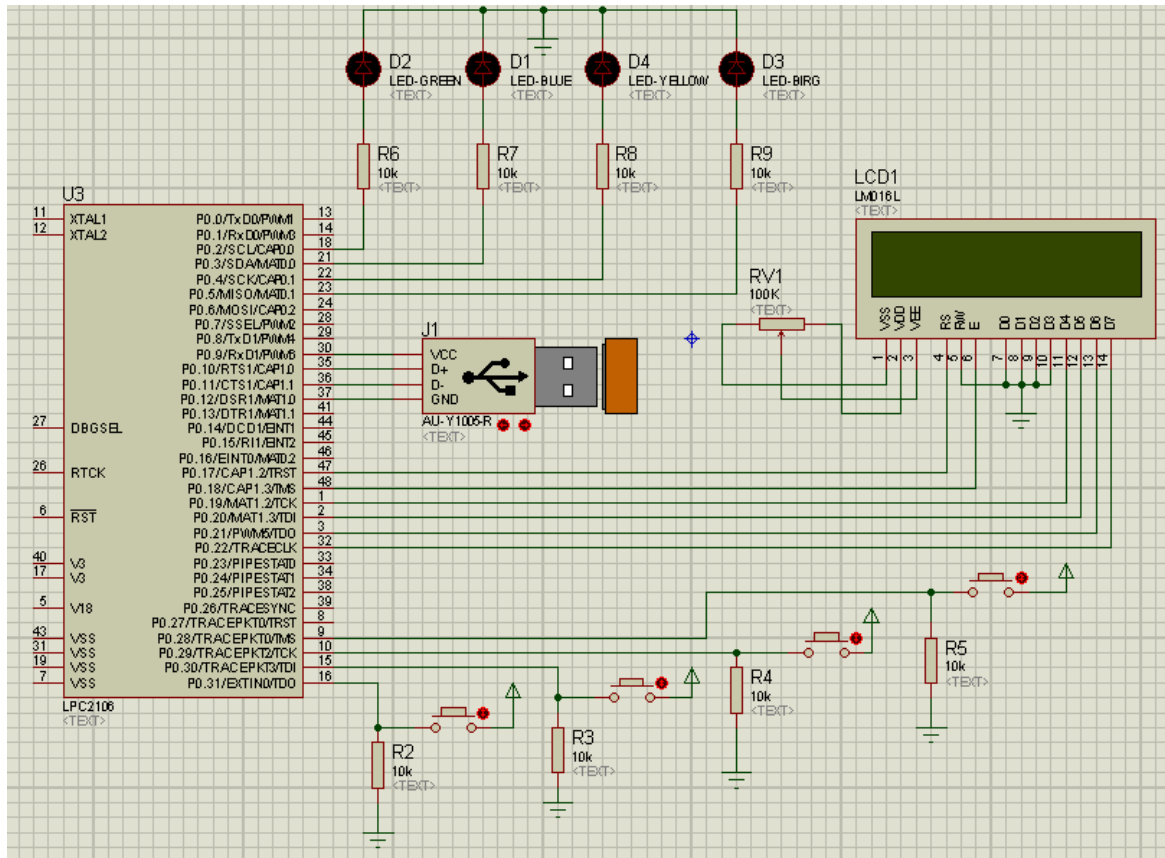 D2
LED-GREEN
<TEXT>
D1
LED-BLUE
<TEXT>
D4
LED-YELLOW
<TEXT>
D3
LED-BIRG
<TEXT>
R6
10k
<TEXT>
R7
10k
<TEXT>
R8
10k
<TEXT>
R9
10k
<TEXT>
U3
11 XTAL1
12 XTAL2
27 DBGSEL
26 RTCK
6 RST
40 V3
17 V3
5 V18
43 VSS
31 VSS
19 VSS
7 VSS
P0.0/TxD0/PWM1 13
P0.1/RxD0/PWM3 14
P0.2/SCL/CAP0.0 18
P0.3/SDA/MAT0.0 21
P0.4/SCK/CAP0.1 22
P0.5/MISO/MAT0.1 23
P0.6/MOSI/CAP0.2 24
P0.7/SSEL/PWM2 28
P0.8/TxD1/PWM4 29
P0.9/RxD1/PWM6 30
P0.10/RTS1/CAP1.0 35
P0.11/CTS1/CAP1.1 36
P0.12/DSR1/MAT1.0 37
P0.13/DTR1/MAT1.1 41
P0.14/DCD1/EINT1 44
P0.15/RI1/EINT2 45
P0.16/EINT0/MAT0.2 46
P0.17/CAP1.2/TRST 47
P0.18/CAP1.3/TMS 48
P0.19/MAT1.2/TCK 1
P0.20/MAT1.3/TDI 2
P0.21/PWM5/TDO 3
P0.22/TRACECLK 32
P0.23/PIPESTAT0 33
P0.24/PIPESTAT1 34
P0.25/PIPESTAT2 38
P0.26/TRACESYNC 39
P0.27/TRACEPKT0/TRST 8
P0.28/TRACEPKT0/TMS 9
P0.29/TRACEPKT2/TCK 10
P0.30/TRACEPKT3/TDI 15
P0.31/EXTIN0/TDO 16
LPC2106
<TEXT>
J1
VCC
D+
D-
GND
AU-Y1005-R
<TEXT>
RV1
100K
<TEXT>
LCD1
LM016L
<TEXT>
VSS VDD VEE RS RW E D0 D1 D2 D3 D4 D5 D6 D7
1 2 3 4 5 6 7 8 9 10 11 12 13 14
R5
10k
<TEXT>
R4
10k
<TEXT>
R3
10k
<TEXT>
R2
10k
<TEXT>